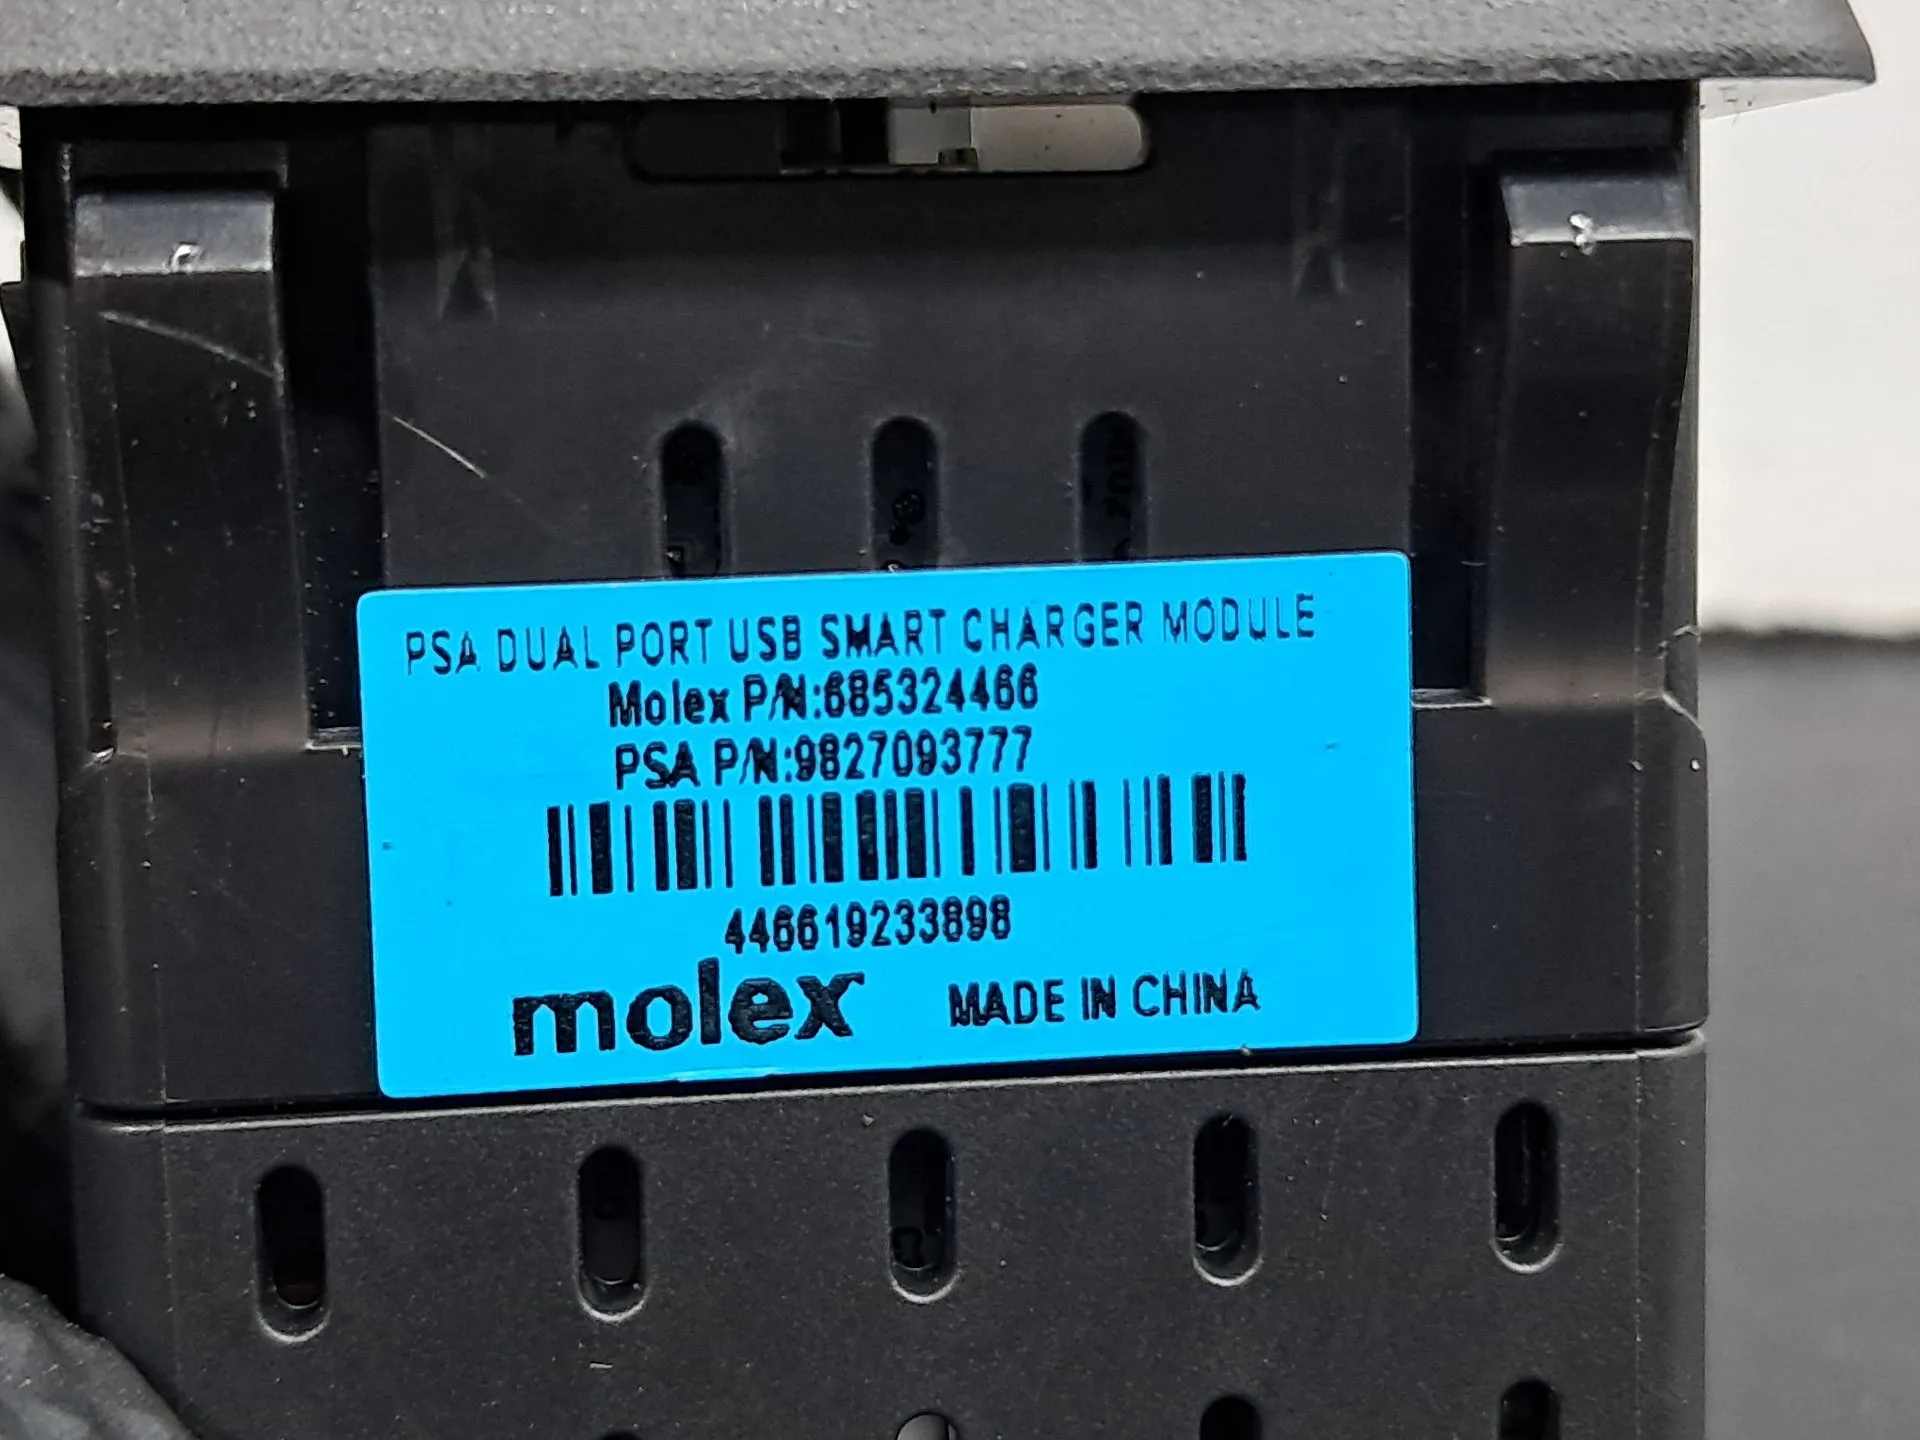 PSA DUAL PORT USB SMART CHARGER MODULE
Molex P/N:685324466
PSA P/N:9827093777
446619233898
molex MADE IN CHINA